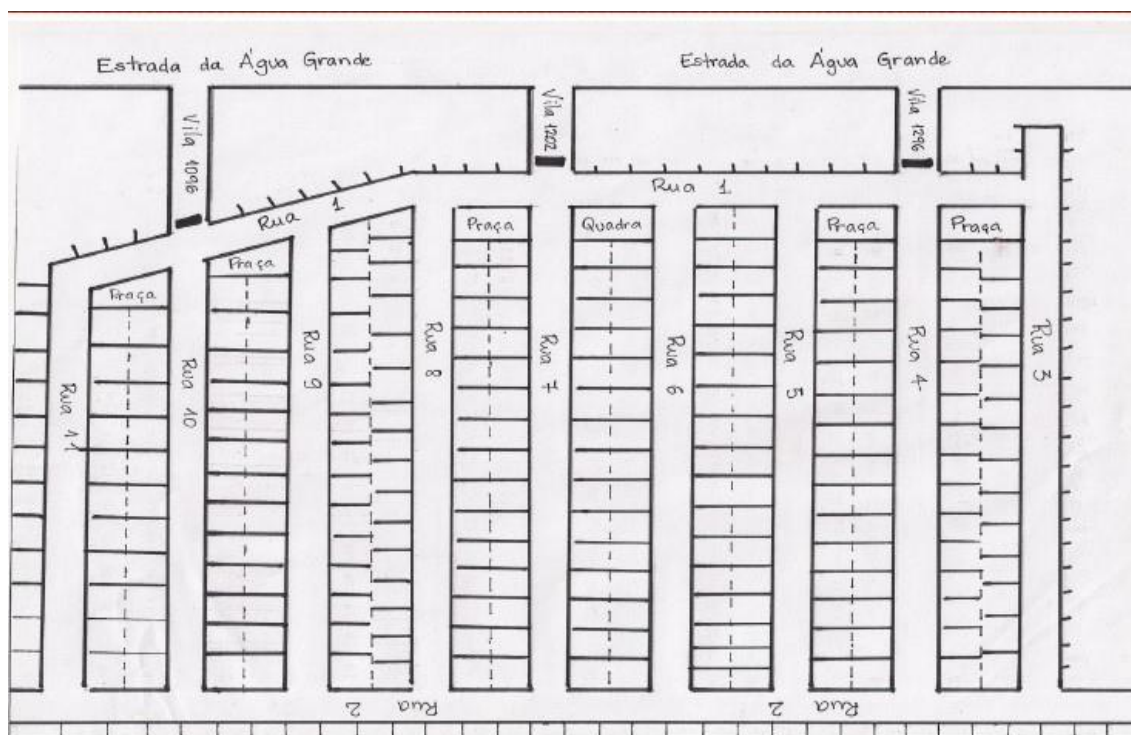 Estrada da Água Grande
Estrada da Água Grande
Vila 1096
Vila 1202
Vila 1296
Rua 1
Rua 1
Praça
Praça
Praça
Quadra
Praça
Praça
Rua 11
Rua 10
Rua 9
Rua 8
Rua 7
Rua 6
Rua 5
Rua 4
Rua 3
Rua 2
Rua 2